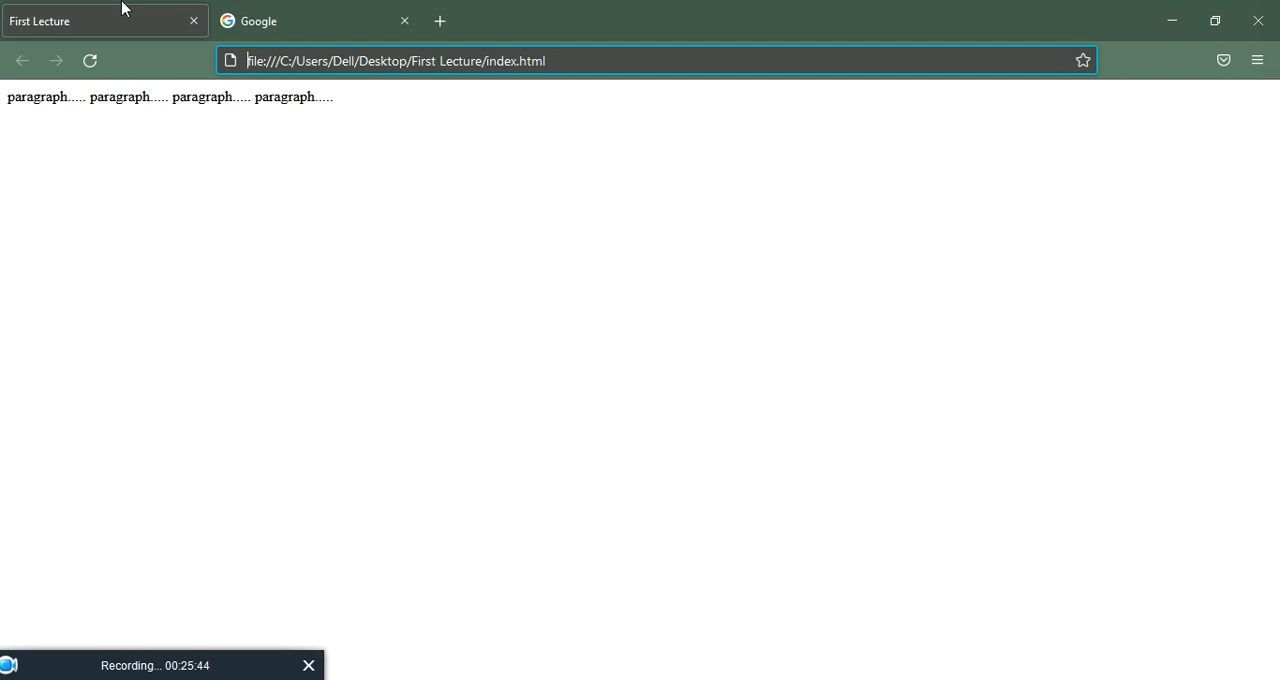 First Lecture
Google
file:///C:/Users/Dell/Desktop/First Lecture/index.html
paragraph..... paragraph..... paragraph..... paragraph.....
Recording... 00:25:44